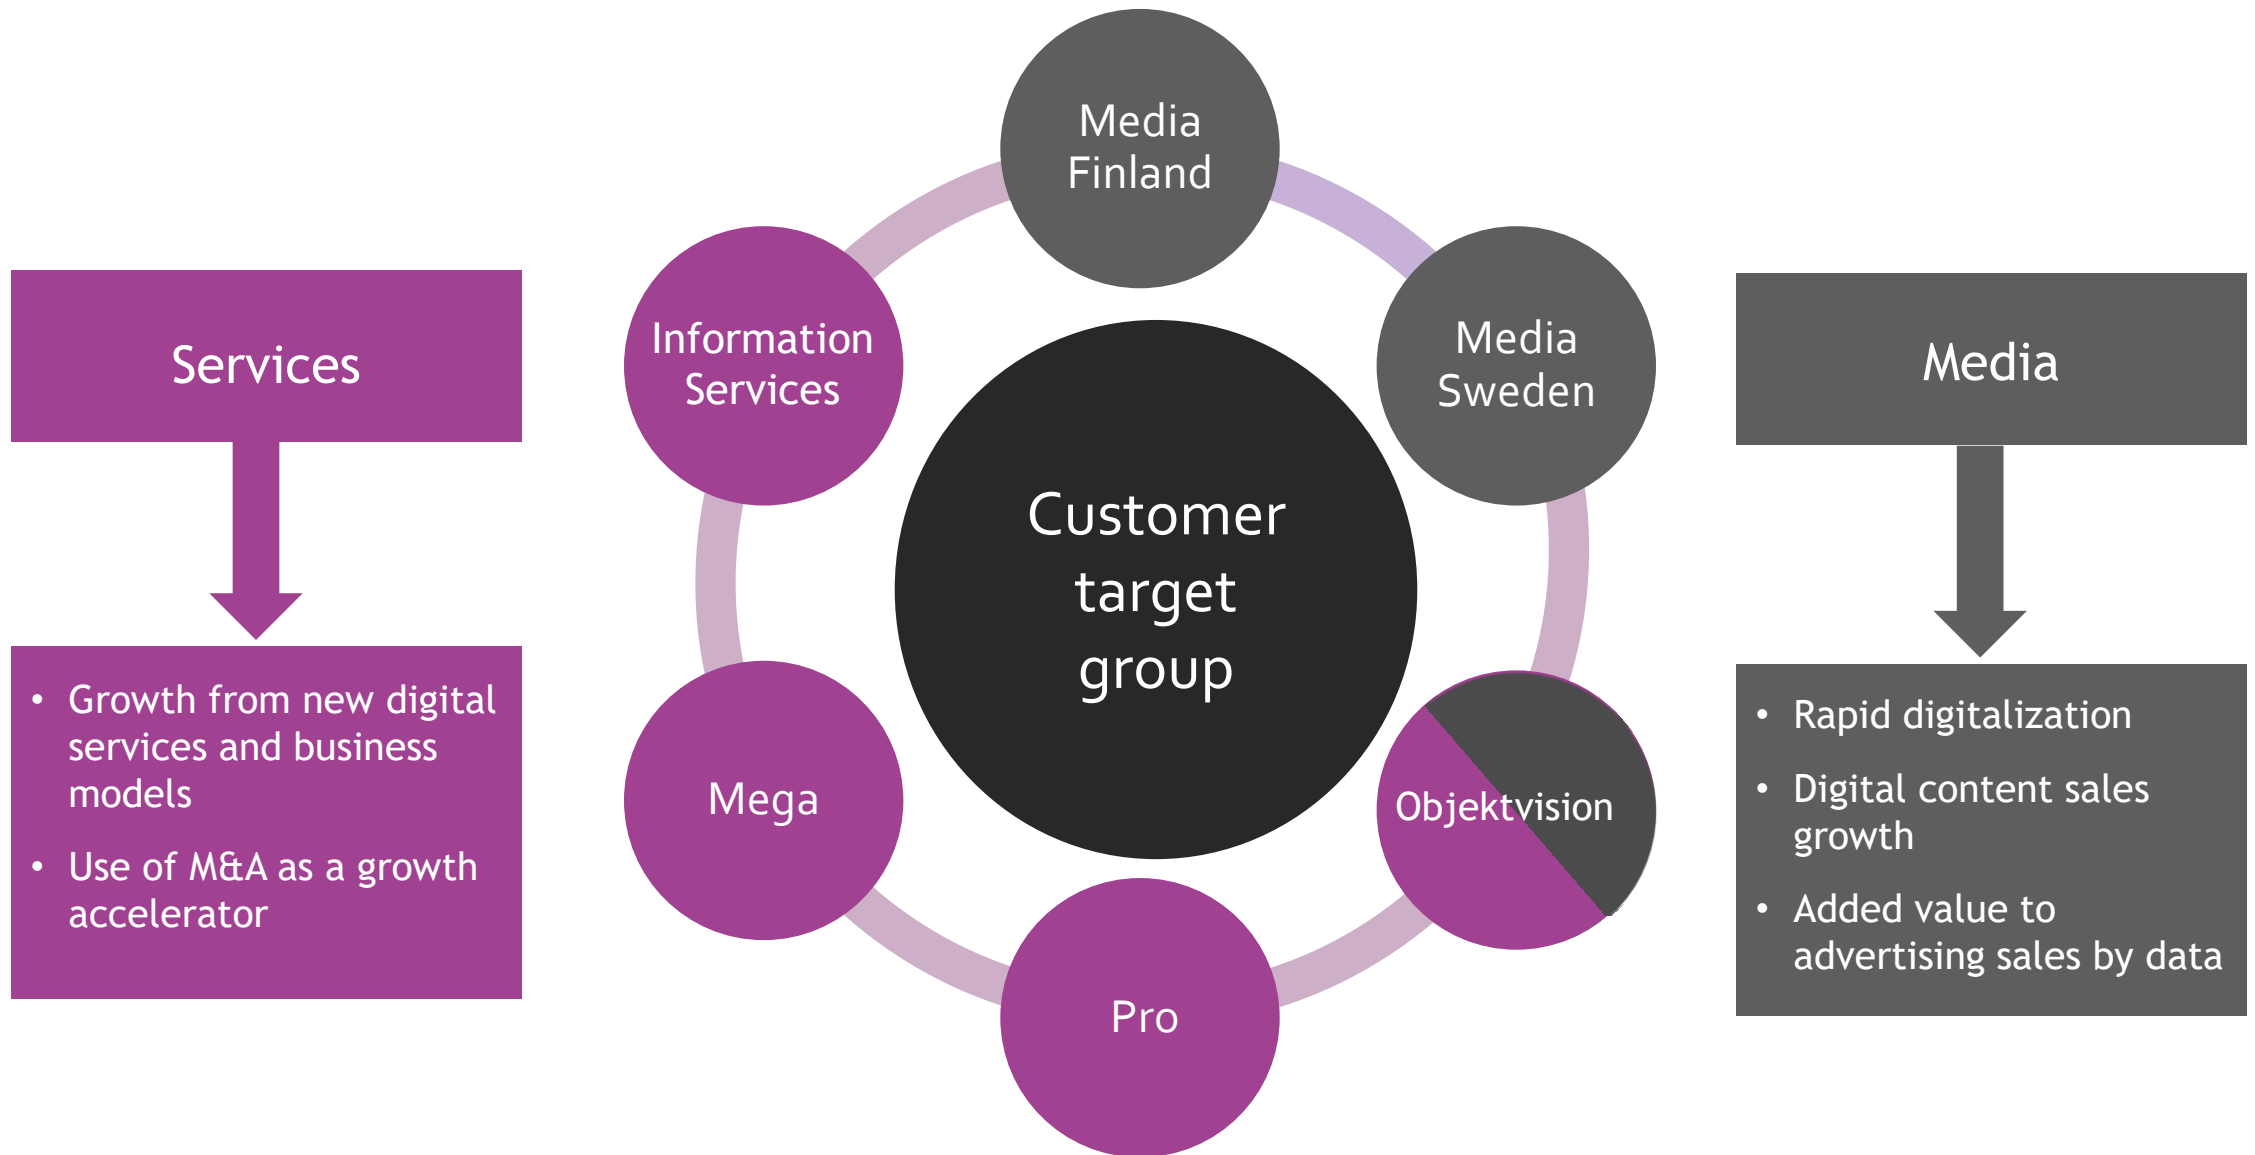 Media
Finland
Information
Services
Media
Sweden
Services
Media
Customer
target
group
• Growth from new digital
services and business
models
• Use of M&A as a growth
accelerator
Mega
Objektvision
Pro
• Rapid digitalization
• Digital content sales
growth
• Added value to
advertising sales by data